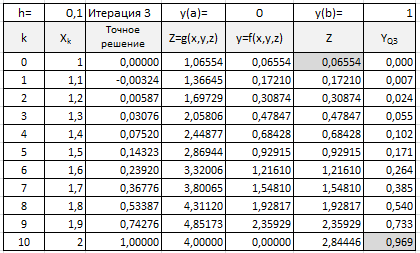 h= 0,1 Итерация 3 y(a)= 0 y(b)= 1
k Xk Точное решение Z=g(x,y,z) y=f(x,y,z) Z YQ3
0 1 0,00000 1,06554 0,06554 0,06554 0,000
1 1,1 -0,00324 1,36645 0,17210 0,17210 0,007
2 1,2 0,00587 1,69729 0,30874 0,30874 0,024
3 1,3 0,03076 2,05806 0,47847 0,47847 0,055
4 1,4 0,07520 2,44877 0,68428 0,68428 0,102
5 1,5 0,14323 2,86944 0,92915 0,92915 0,171
6 1,6 0,23920 3,32006 1,21610 1,21610 0,264
7 1,7 0,36776 3,80065 1,54810 1,54810 0,385
8 1,8 0,53387 4,31120 1,92817 1,92817 0,540
9 1,9 0,74276 4,85173 2,35929 2,35929 0,733
10 2 1,00000 4,00000 0,00000 2,84446 0,969